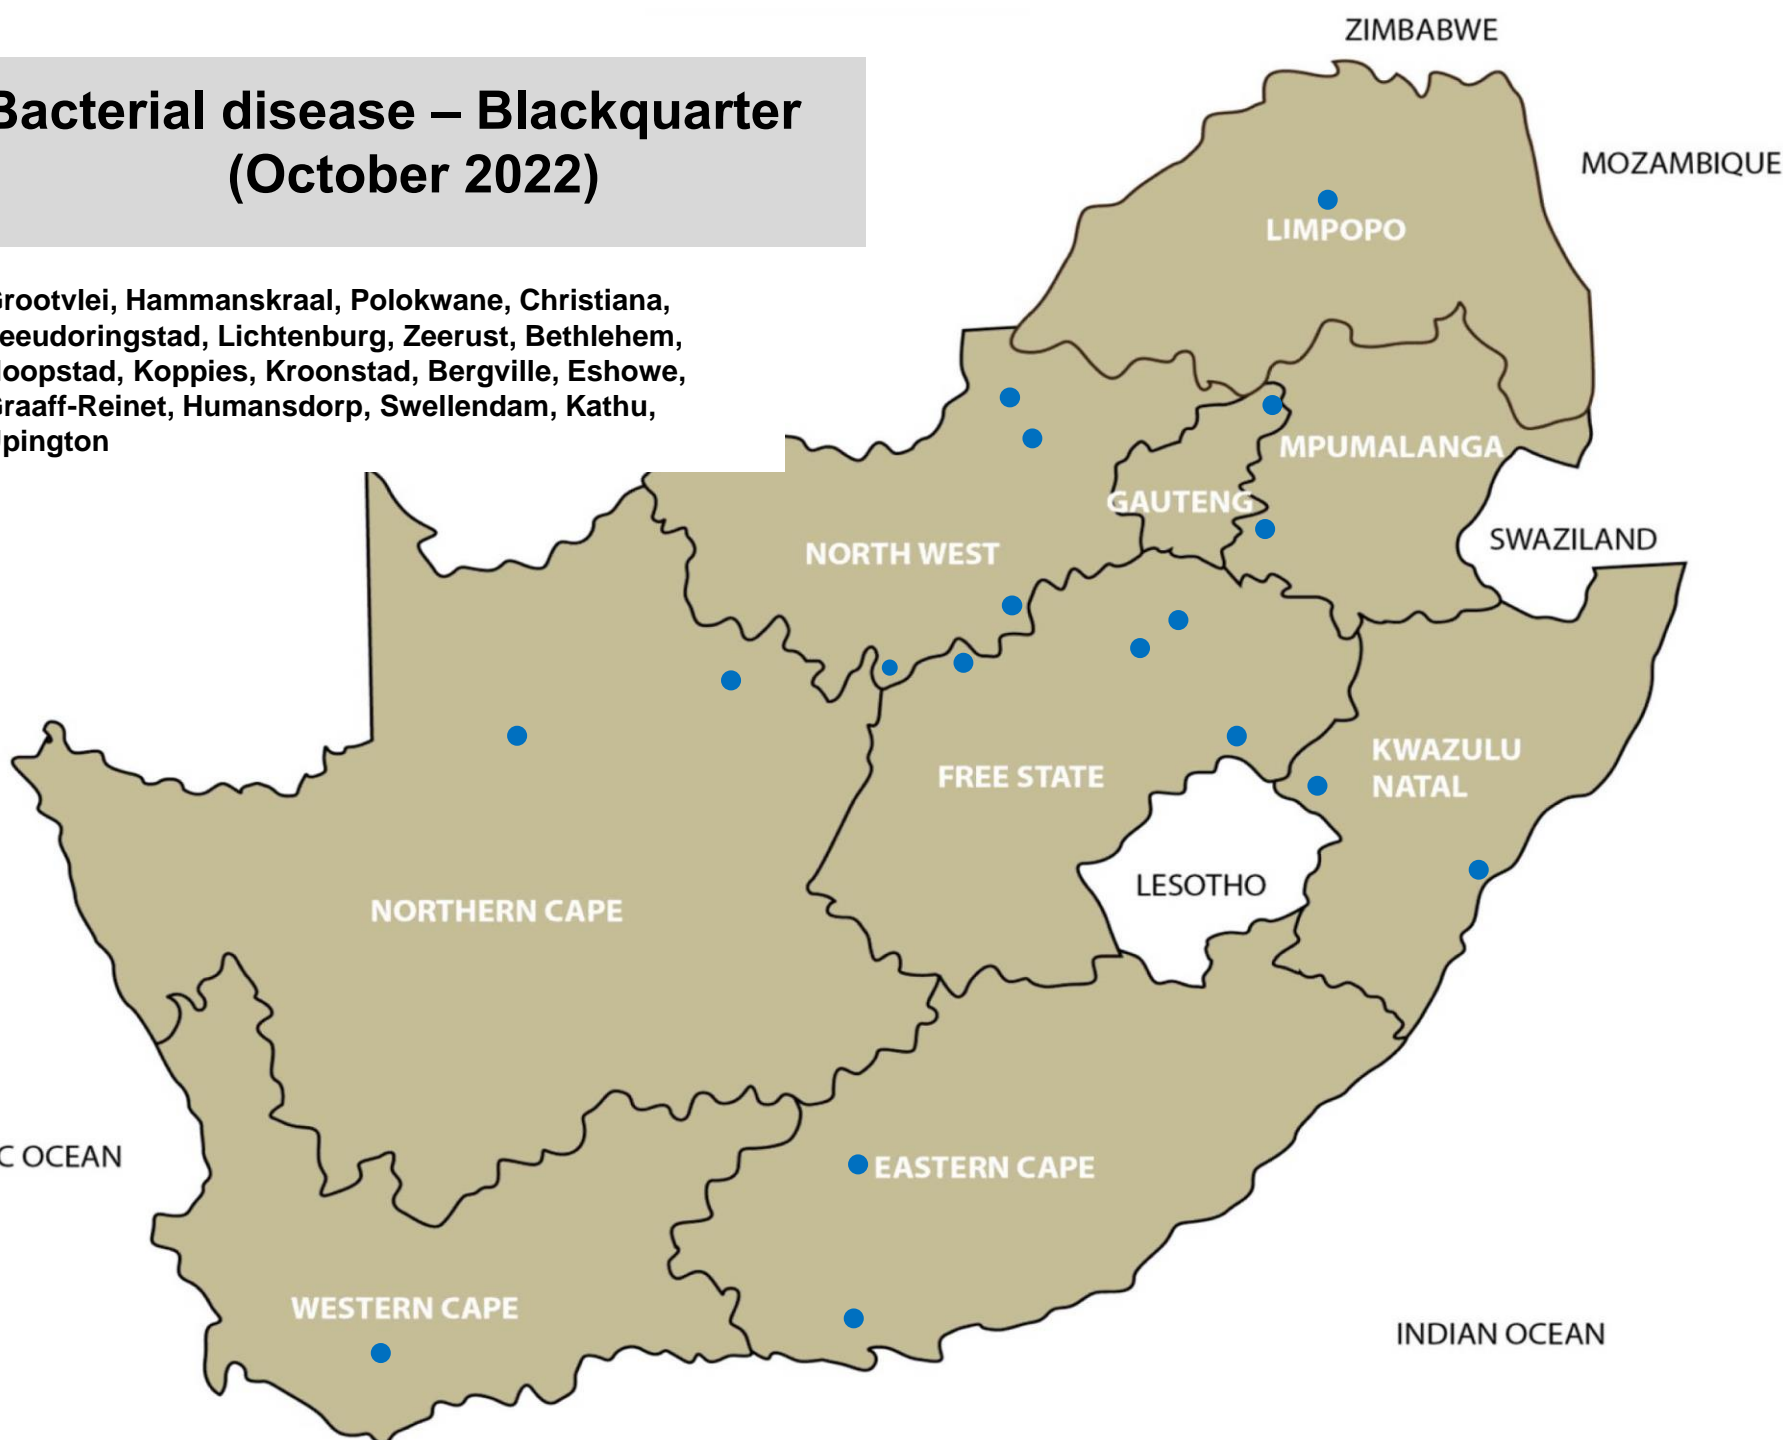 Bacterial disease – Blackquarter
(October 2022)
Grootvlei, Hammanskraal, Polokwane, Christiana,
eeudoringstad, Lichtenburg, Zeerust, Bethlehem,
oopstad, Koppies, Kroonstad, Bergville, Eshowe,
Graaff-Reinet, Humansdorp, Swellendam, Kathu,
Upington
ZIMBABWE
MOZAMBIQUE
LIMPOPO
MPUMALANGA
GAUTENG
SWAZILAND
NORTH WEST
KWAZULU
NATAL
FREE STATE
LESOTHO
NORTHERN CAPE
C OCEAN
EASTERN CAPE
WESTERN CAPE
INDIAN OCEAN